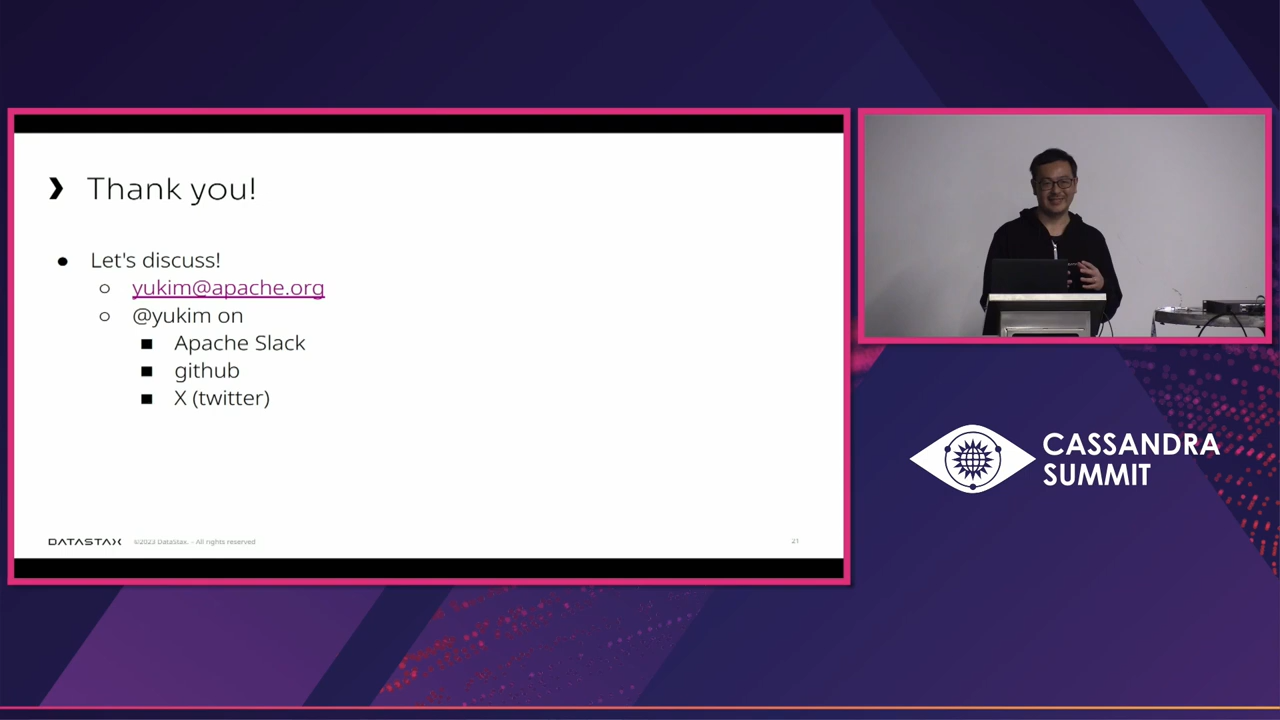 Thank you!
Let's discuss!
yukim@apache.org
@yukim on
Apache Slack
github
X (twitter)
DATASTAX ©2023 DataStax. – All rights reserved 21
CASSANDRA
SUMMIT